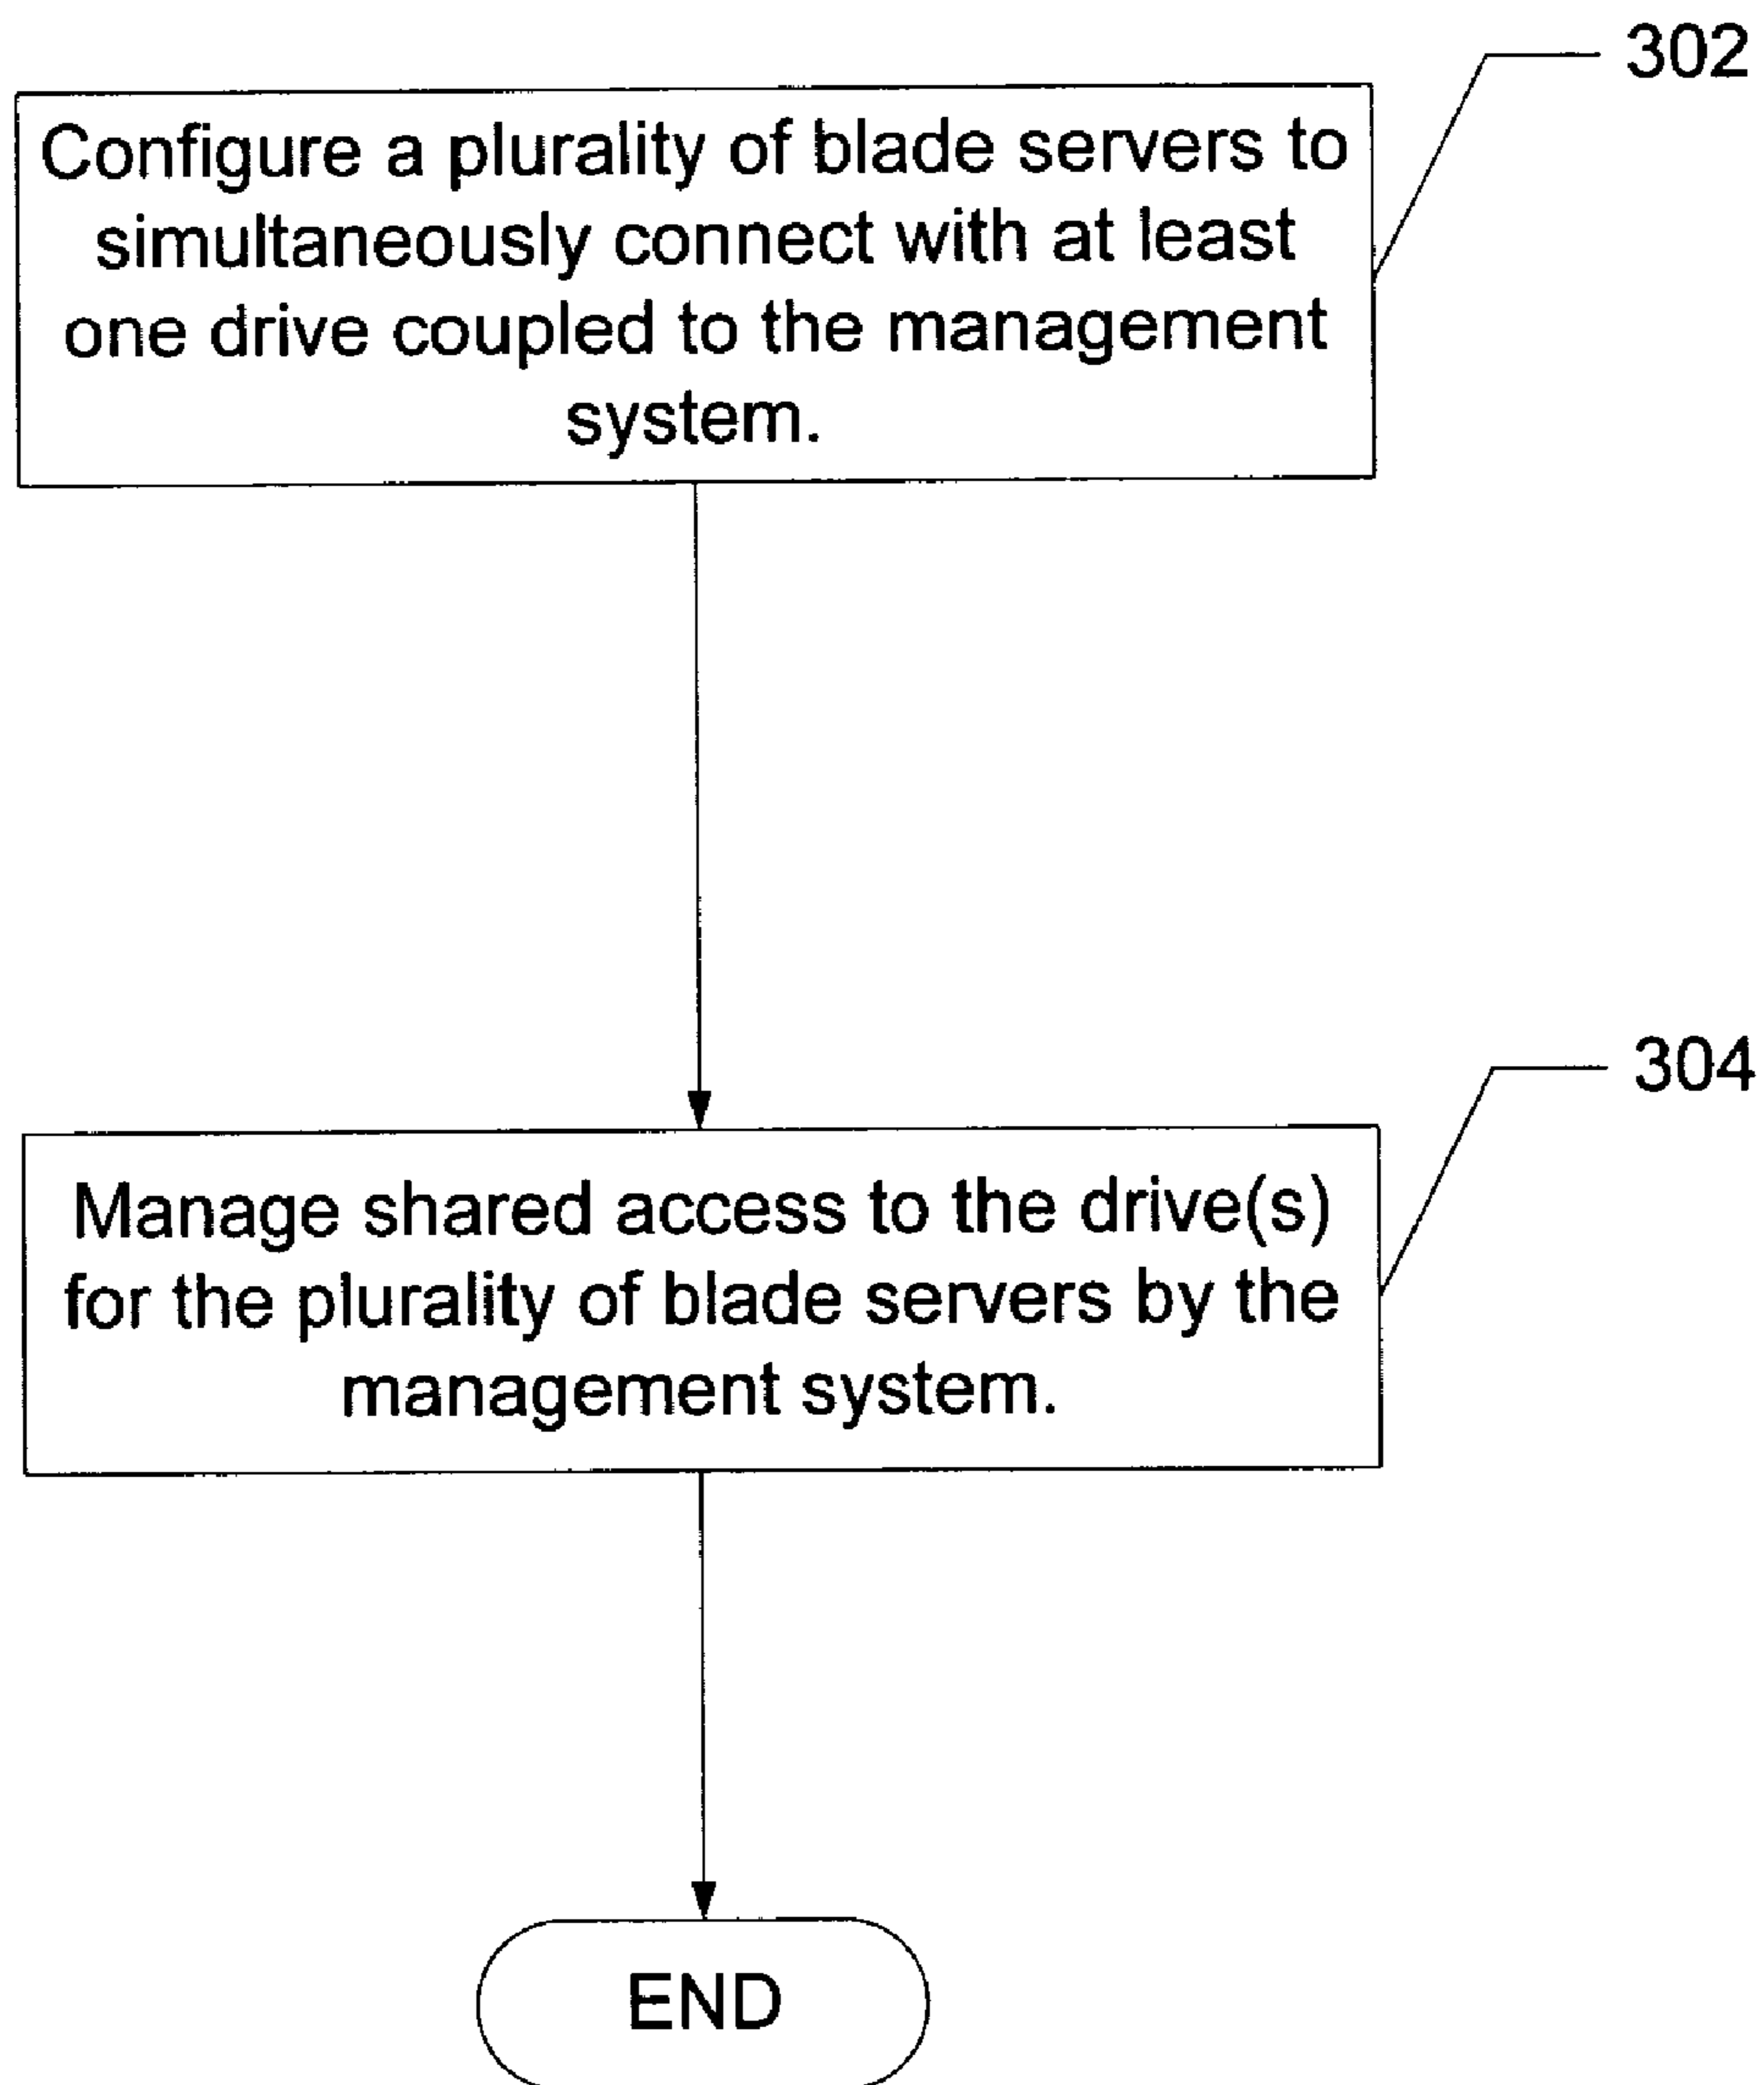 302
Configure a plurality of blade servers to
simultaneously connect with at least
one drive coupled to the management
system.
304
Manage shared access to the drive(s)
for the plurality of blade servers by the
management system.
END